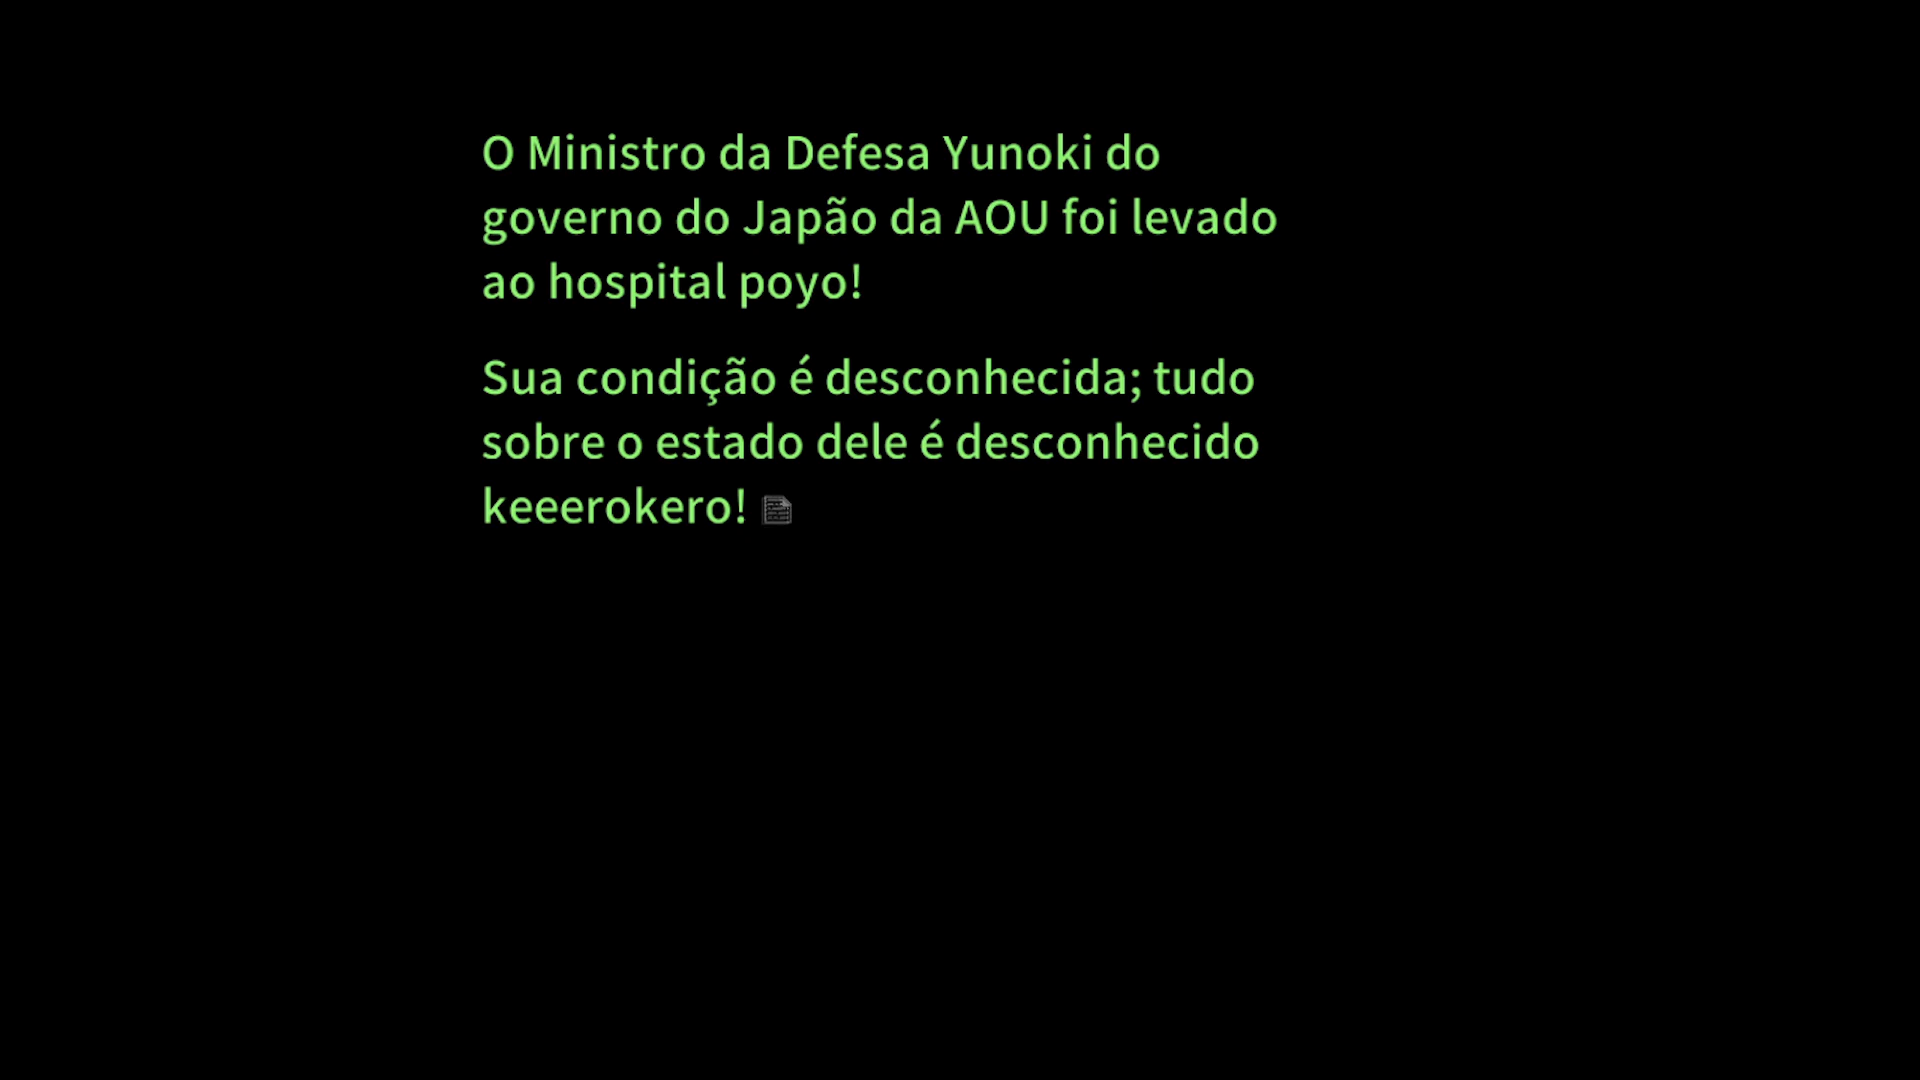 O Ministro da Defesa Yunoki do
governo do Japão da AOU foi levado
ao hospital poyo!
Sua condição é desconhecida; tudo
sobre o estado dele é desconhecido
keeerokero!